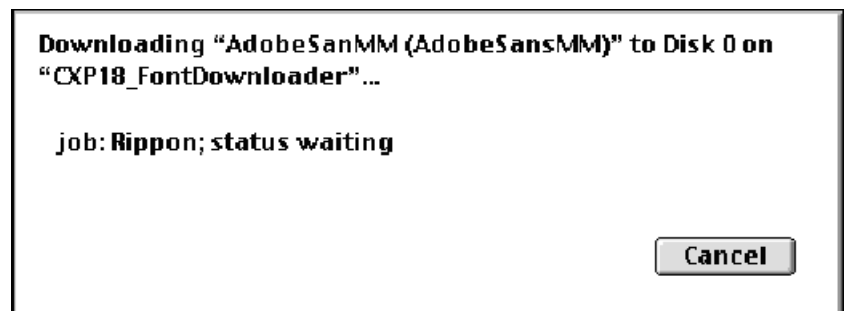 Downloading “AdobeSanMM (AdobeSansMM)” to Disk 0 on
“CXP18_FontDownloader”...
job: Rippon; status waiting
Cancel